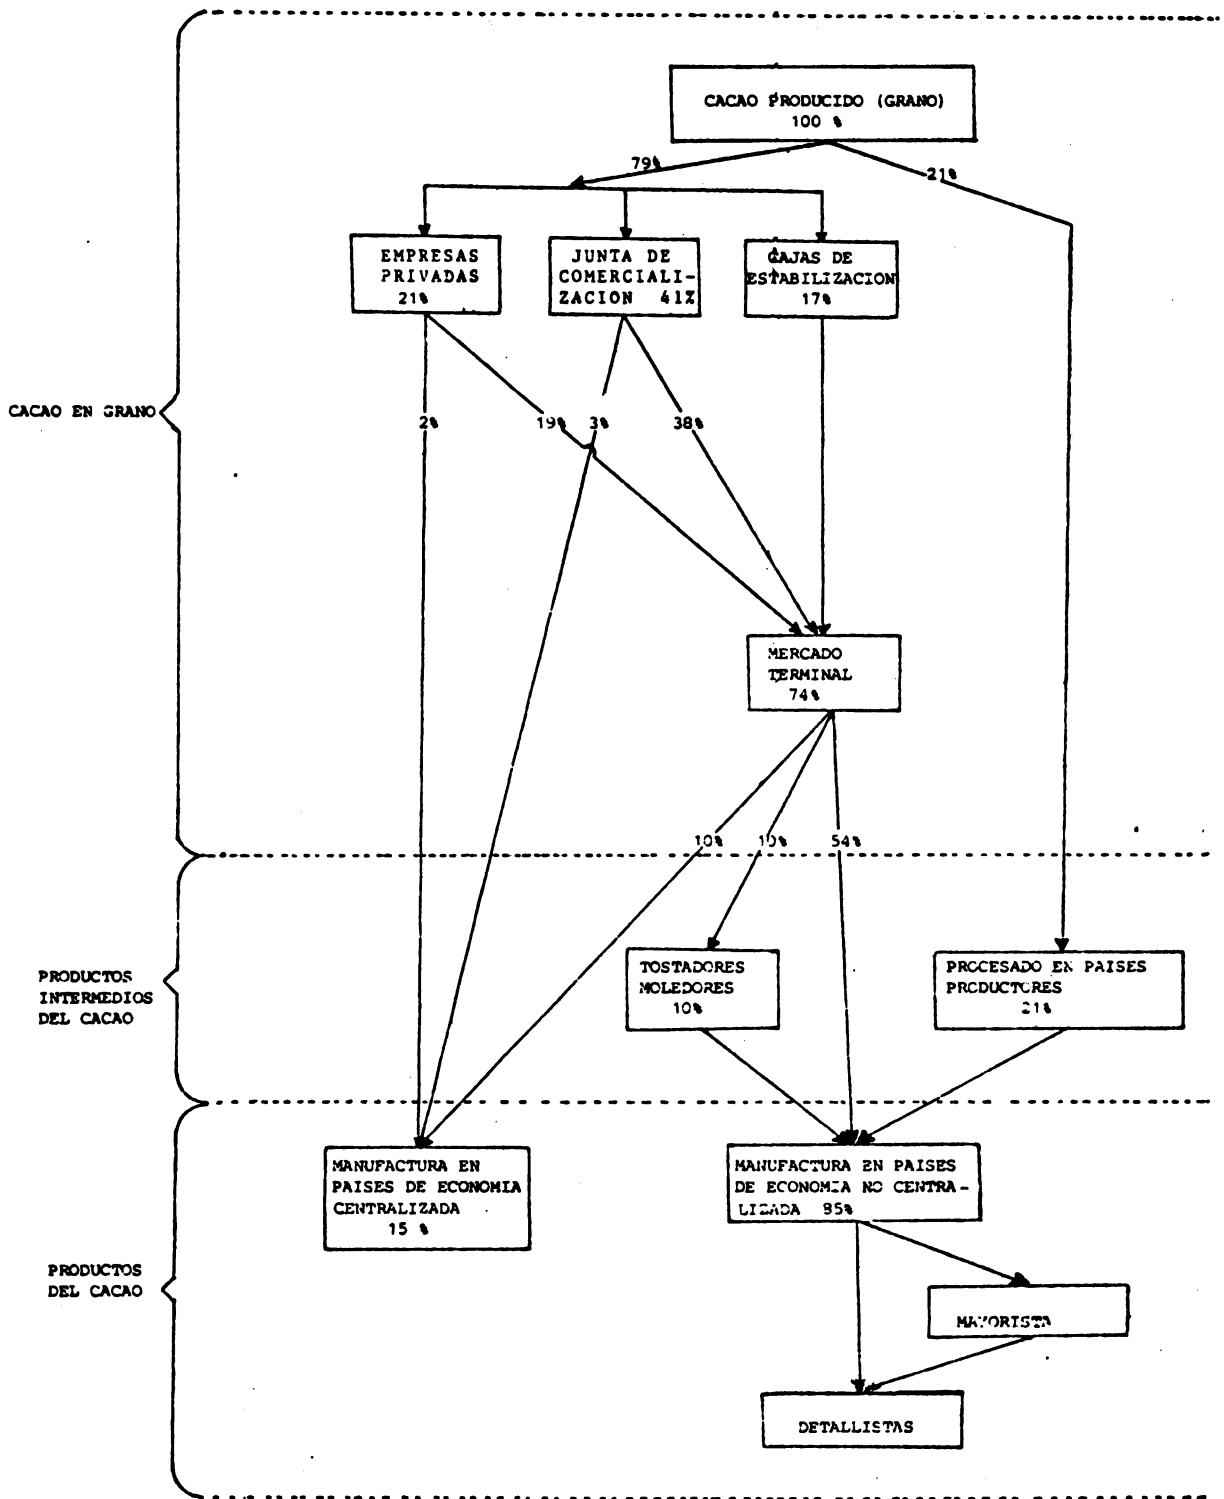 CACAO PRODUCIDO (GRANO)
100 %
79%
21%
EMPRESAS
PRIVADAS
21%
JUNTA DE
COMERCIALI-
ZACION 41%
CAJAS DE
ESTABILIZACION
17%
CACAO EN GRANO
2%
19%
3%
38%
MERCADO
TERMINAL
74%
10%
10%
54%
PRODUCTOS
INTERMEDIOS
DEL CACAO
TOSTADORES
MOLEDORES
10%
PROCESADO EN PAISES
PRODUCTORES
21%
MANUFACTURA EN
PAISES DE ECONOMIA
CENTRALIZADA
15 %
MANUFACTURA EN PAISES
DE ECONOMIA NO CENTRA-
LIZADA 85%
PRODUCTOS
DEL CACAO
MAYORISTA
DETALLISTAS